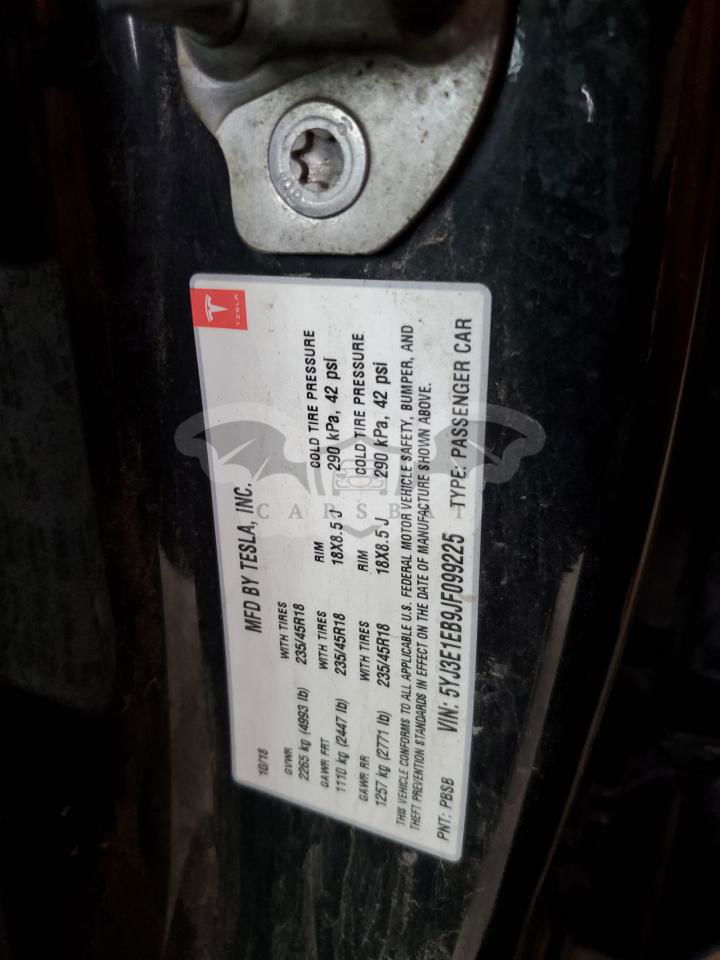 TESLA
MFD BY TESLA, INC.
10/18
GVWR WITH TIRES RIM COLD TIRE PRESSURE
2265 kg (4993 lb) 235/45R18 18X8.5 J 290 kPa, 42 psi
GAWR FRT WITH TIRES RIM COLD TIRE PRESSURE
1110 kg (2447 lb) 235/45R18 18X8.5 J 290 kPa, 42 psi
GAWR RR WITH TIRES
1257 kg (2771 lb) 235/45R18
THIS VEHICLE CONFORMS TO ALL APPLICABLE U.S. FEDERAL MOTOR VEHICLE SAFETY, BUMPER, AND
THEFT PREVENTION STANDARDS IN EFFECT ON THE DATE OF MANUFACTURE SHOWN ABOVE.
PNT: PBSB VIN: 5YJ3E1EB9JF099225 TYPE: PASSENGER CAR
CARSBAT